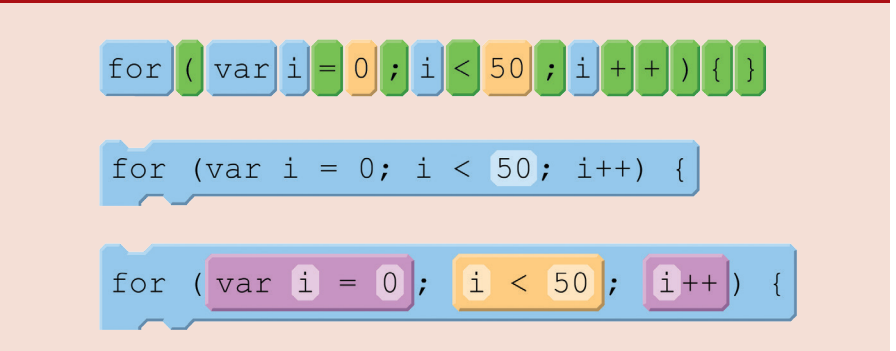 for ( var i = 0 ; i < 50 ; i + + ) { }
for (var i = 0; i < 50; i++) {
for ( var i = 0 ; i < 50 ; i++ ) {